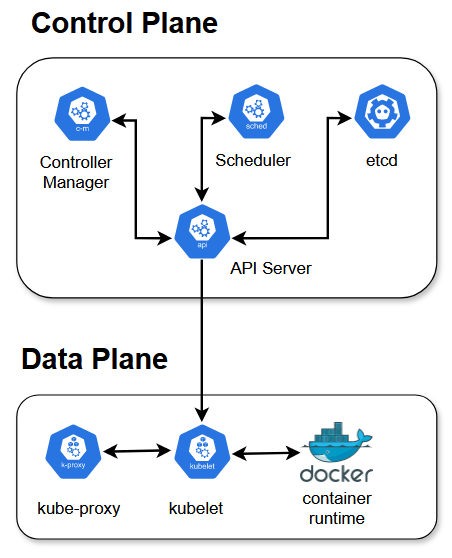 Control Plane
c-m
sched
Controller
Manager
Scheduler
etcd
api
API Server
Data Plane
k-proxy
kubelet
docker
kube-proxy
kubelet
container
runtime